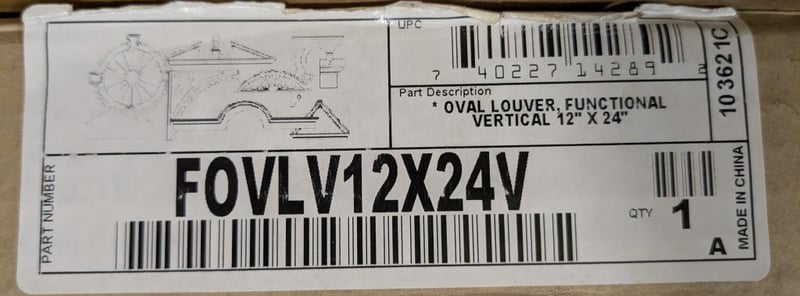 UPC
7 40227 14289 2
Part Description
* OVAL LOUVER, FUNCTIONAL
VERTICAL 12" X 24"
103621C
PART NUMBER
FOVLV12X24V
QTY 1
A
MADE IN CHINA